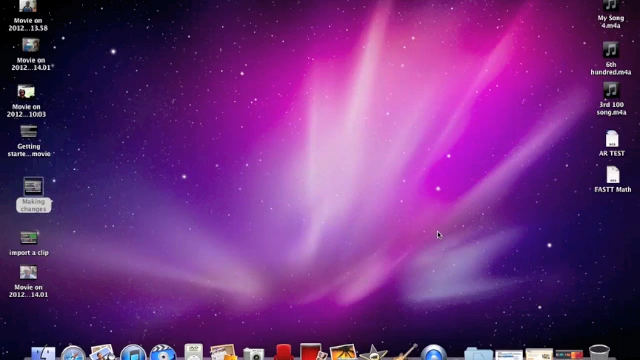 Movie on
2012...13.58
Movie on
2012...14.01
Movie on
2012...10:03
Getting
starte...movie
Making
changes
import a clip
Movie on
2012...14.01
My Song
4.m4a
6th
hundred.m4a
3rd 100
song.m4a
AR TEST
FASTT Math